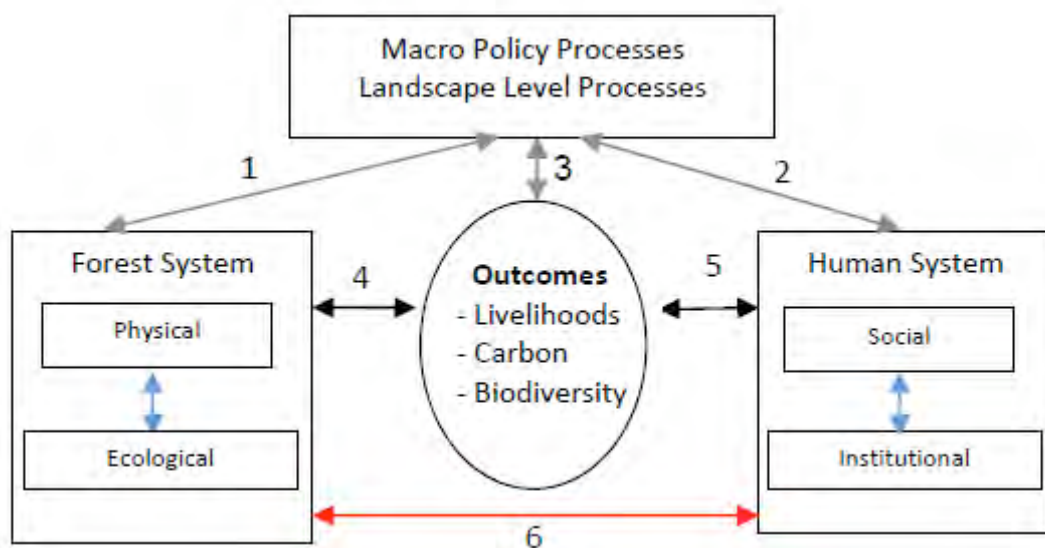 Macro Policy Processes
Landscape Level Processes
1
3
2
Forest System
Physical
Ecological
4
Outcomes
- Livelihoods
- Carbon
- Biodiversity
5
Human System
Social
Institutional
6